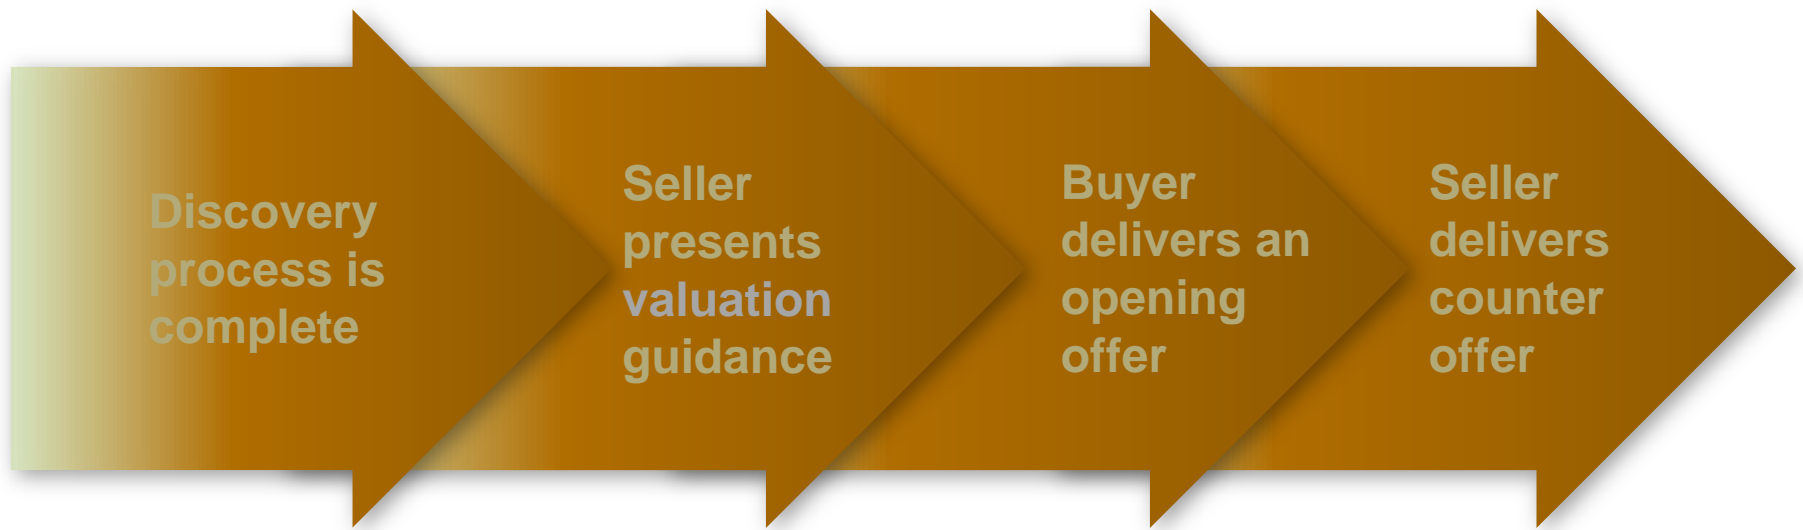 Discovery
process is
complete
Seller
presents
valuation
guidance
Buyer
delivers an
opening
offer
Seller
delivers
counter
offer